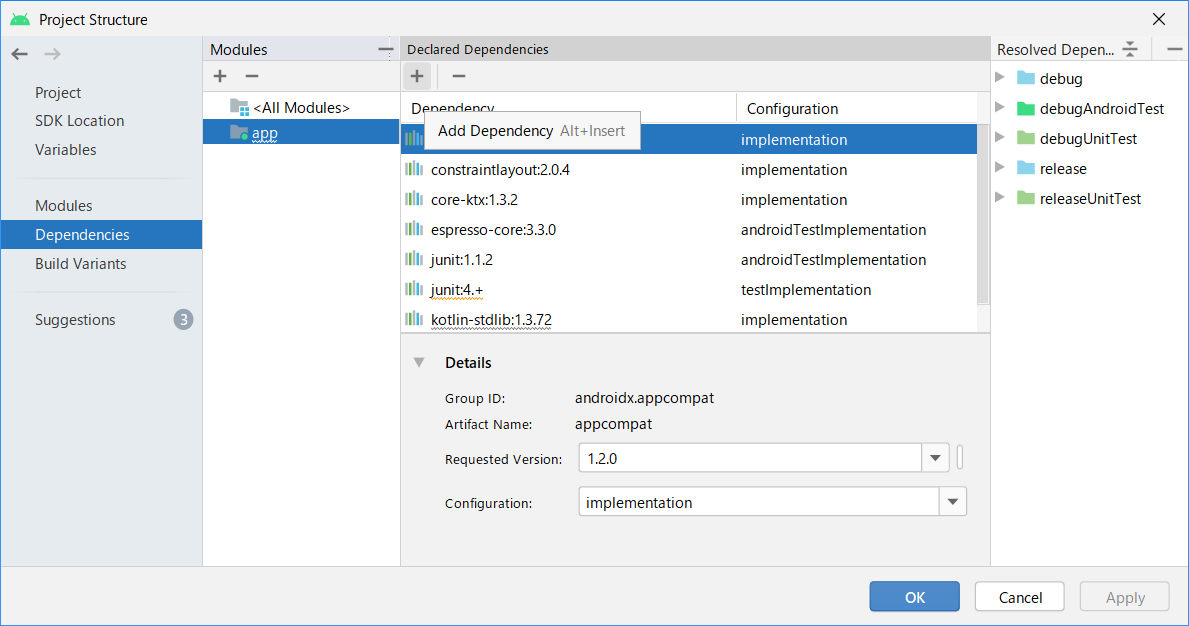 Project Structure
Project
SDK Location
Variables
Modules
Dependencies
Build Variants
Suggestions 3
Modules
<All Modules>
app
Declared Dependencies
Dependency Configuration
Add Dependency Alt+Insert
implementation
constraintlayout:2.0.4 implementation
core-ktx:1.3.2 implementation
espresso-core:3.3.0 androidTestImplementation
junit:1.1.2 androidTestImplementation
junit:4.+ testImplementation
kotlin-stdlib:1.3.72 implementation
Details
Group ID: androidx.appcompat
Artifact Name: appcompat
Requested Version: 1.2.0
Configuration: implementation
Resolved Depen...
debug
debugAndroidTest
debugUnitTest
release
releaseUnitTest
OK Cancel Apply